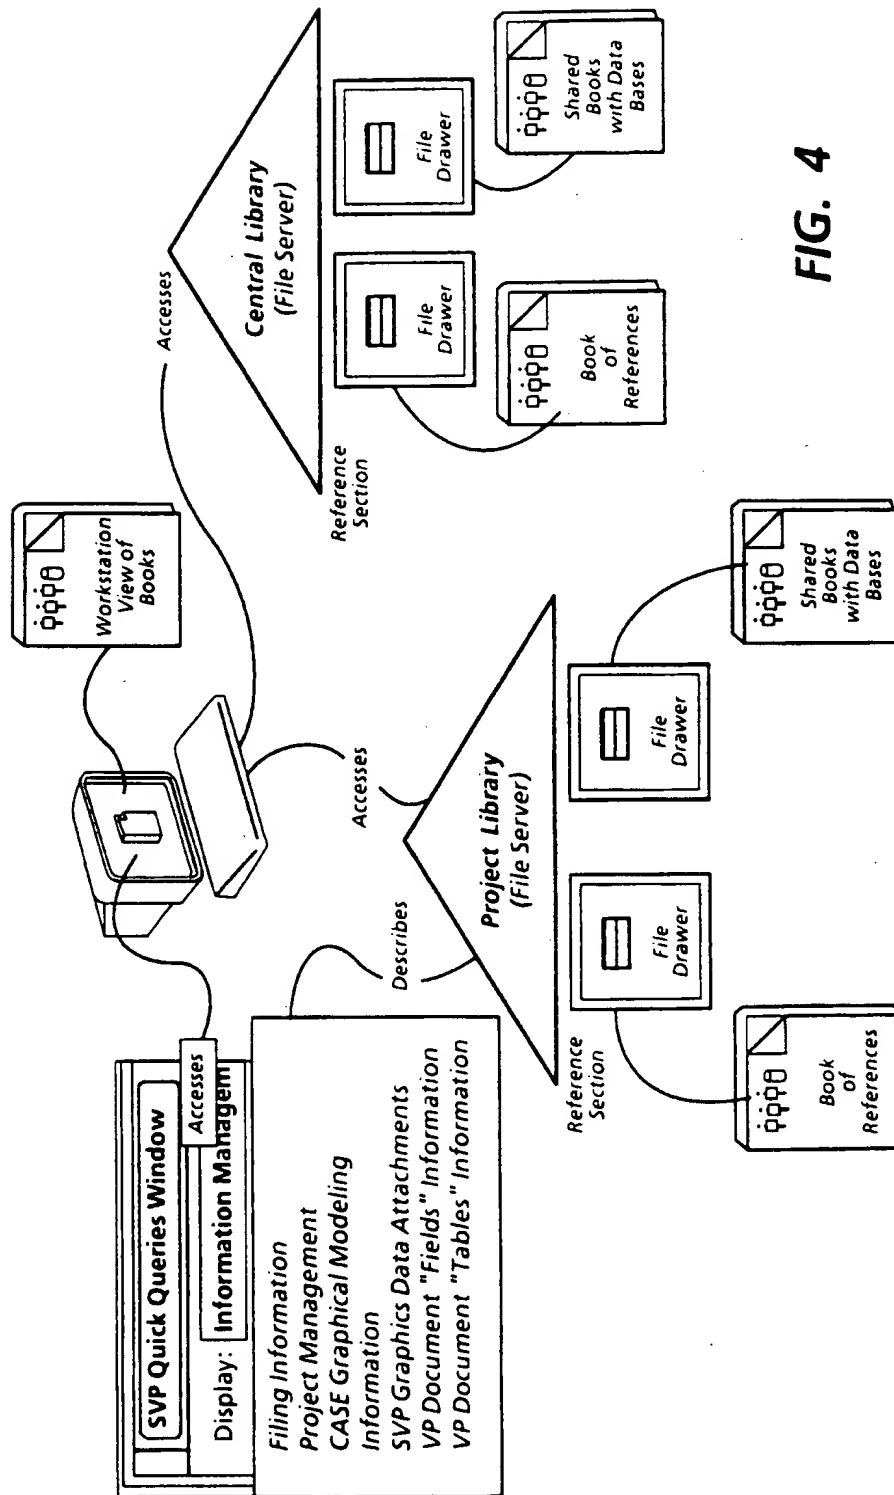 SVP Quick Queries Window
Display: Information Managem
Accesses
Filing Information
Project Management
CASE Graphical Modeling
Information
SVP Graphics Data Attachments
VP Document "Fields" Information
VP Document "Tables" Information
Describes
Workstation
View of
Books
Accesses
Accesses
Project Library
(File Server)
Reference
Section
File
Drawer
File
Drawer
Book
of
References
Shared
Books
with Data
Bases
Central Library
(File Server)
Reference
Section
File
Drawer
File
Drawer
Book
of
References
Shared
Books
with Data
Bases
FIG. 4